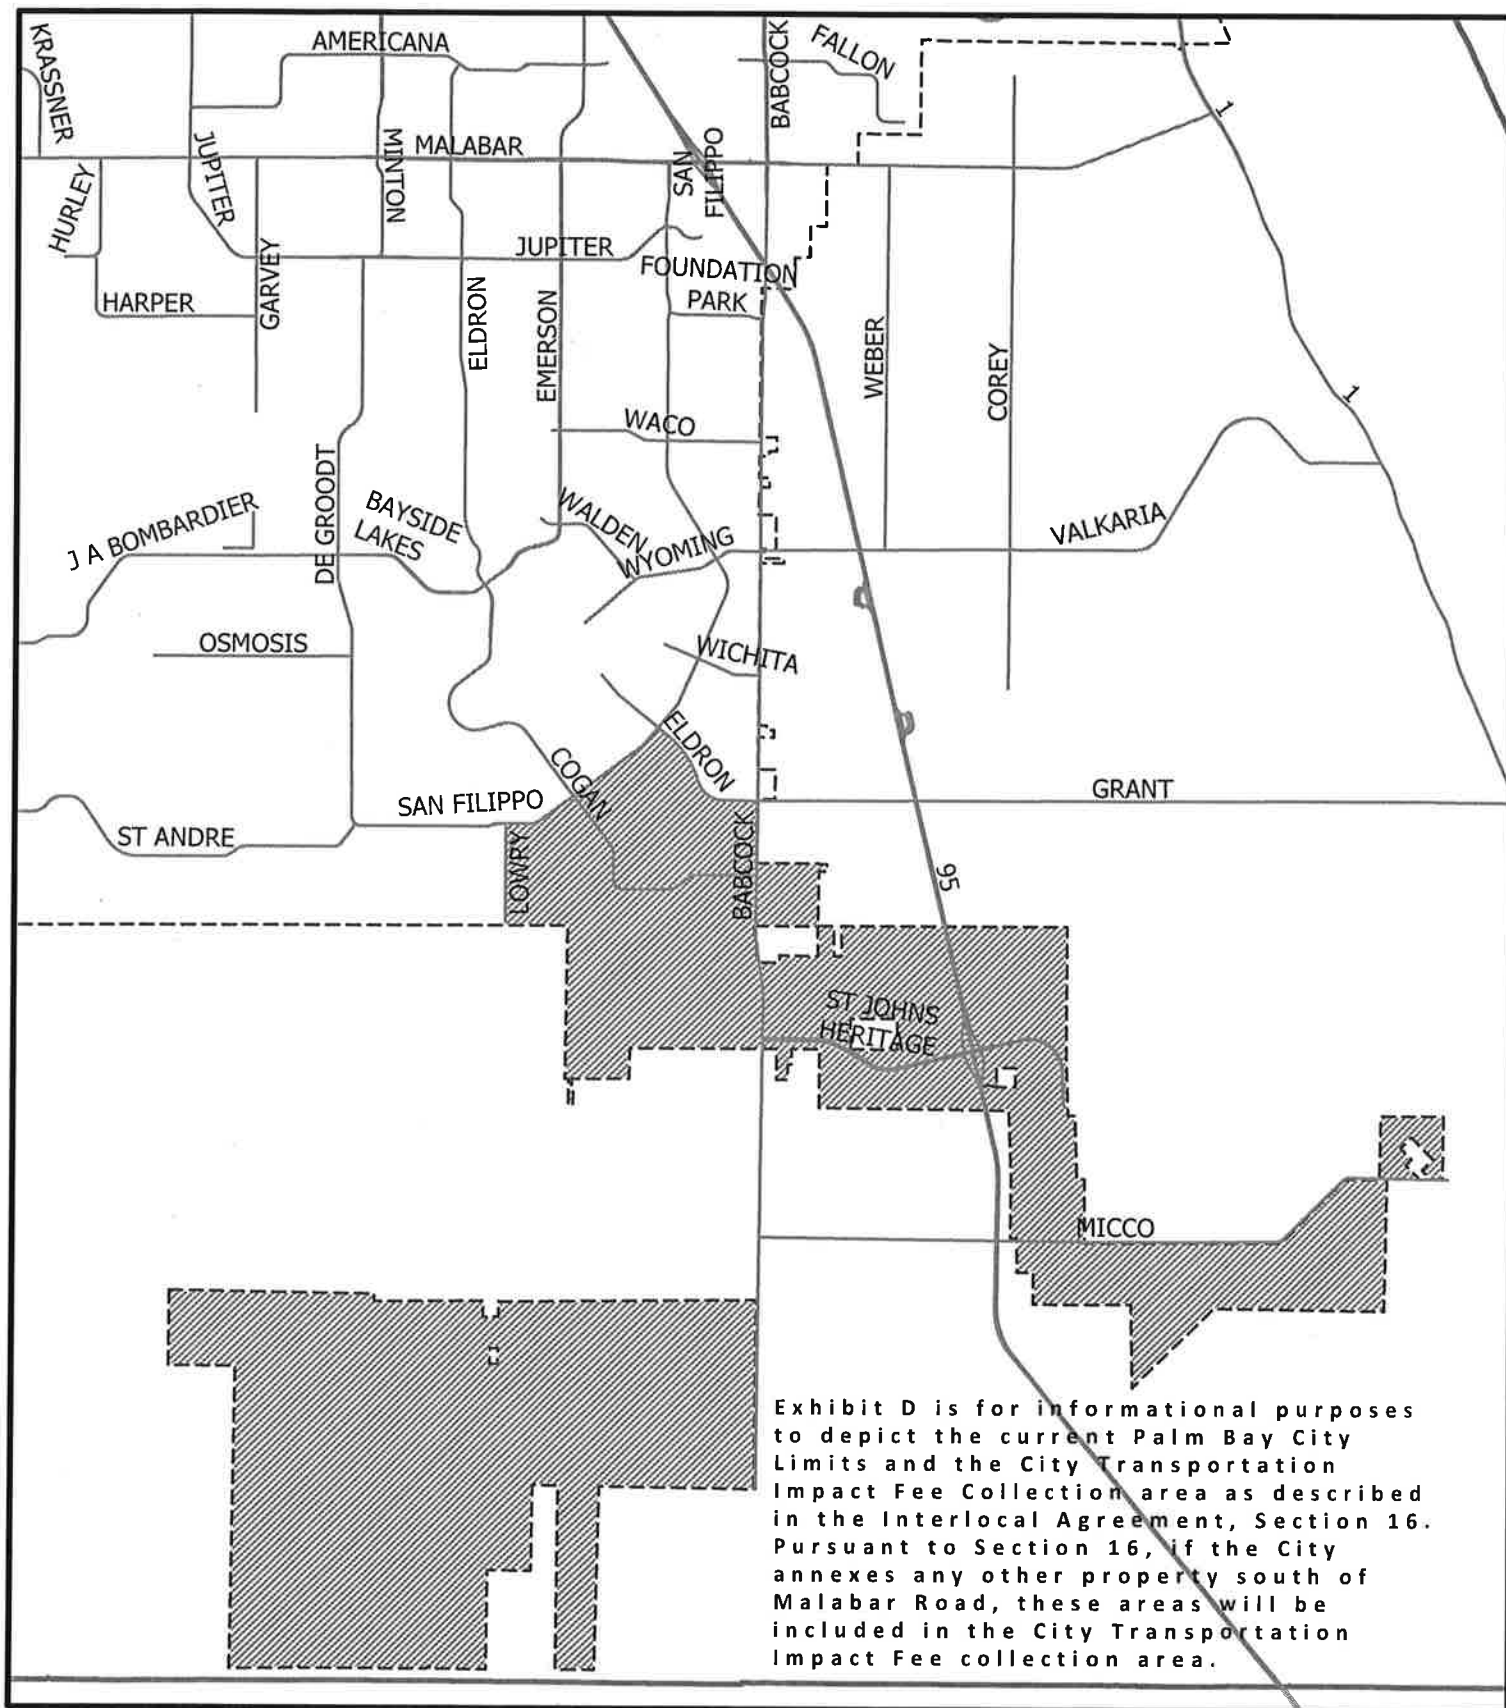 KRASSNER
AMERICANA
BABCOCK
FALLON
1
MALABAR
JUPITER
MINTON
SAN
FILIPPO
HURLEY
GARVEY
JUPITER
FOUNDATION
HARPER
PARK
ELDRON
EMERSON
WEBER
COREY
1
WACO
DE GROODT
J A BOMBARDIER
BAYSIDE
LAKES
WALDEN
WYOMING
VALKARIA
OSMOSIS
WICHITA
ELDRON
COGAN
GRANT
SAN FILIPPO
ST ANDRE
LOWRY
BABCOCK
95
ST JOHNS
HERITAGE
MICCO
Exhibit D is for informational purposes
to depict the current Palm Bay City
Limits and the City Transportation
Impact Fee Collection area as described
in the Interlocal Agreement, Section 16.
Pursuant to Section 16, if the City
annexes any other property south of
Malabar Road, these areas will be
included in the City Transportation
Impact Fee collection area.